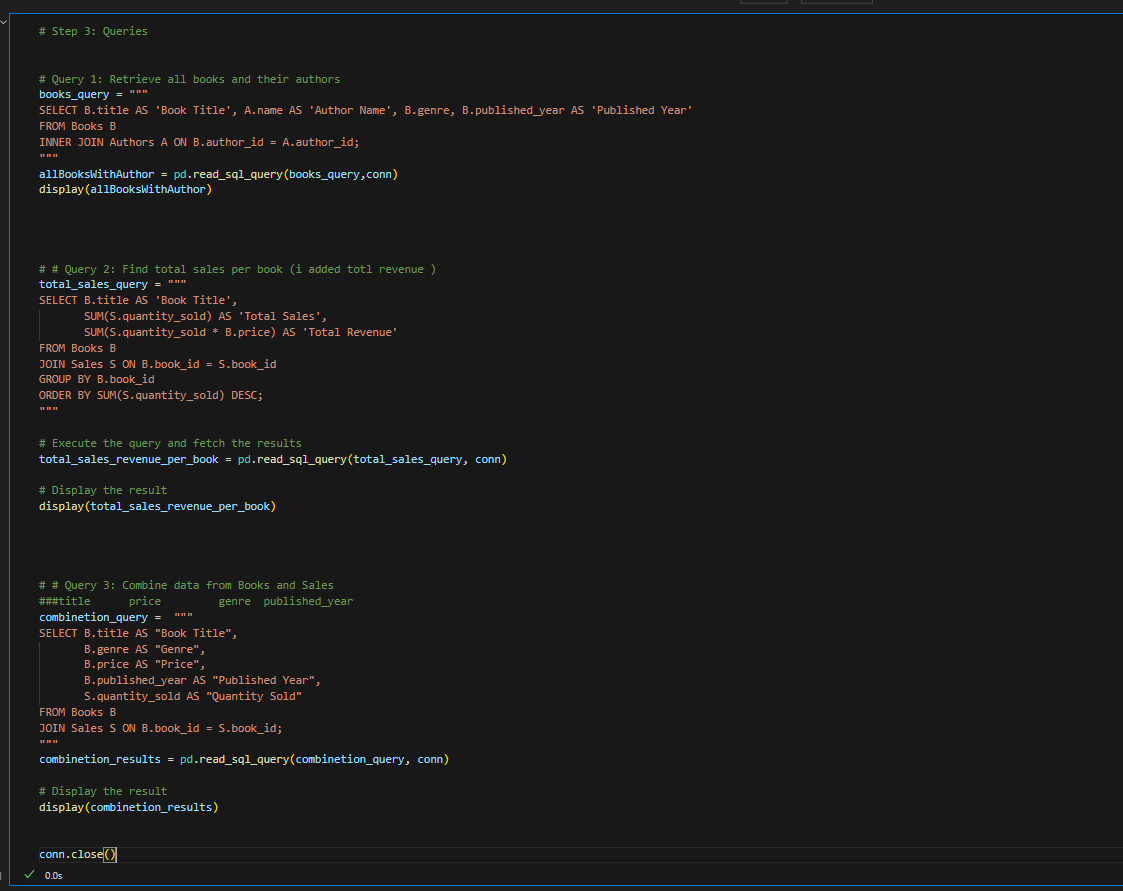 # Step 3: Queries
# Query 1: Retrieve all books and their authors
books_query = """
SELECT B.title AS 'Book Title', A.name AS 'Author Name', B.genre, B.published_year AS 'Published Year'
FROM Books B
INNER JOIN Authors A ON B.author_id = A.author_id;
"""
allBooksWithAuthor = pd.read_sql_query(books_query,conn)
display(allBooksWithAuthor)
# # Query 2: Find total sales per book (i added totl revenue )
total_sales_query = """
SELECT B.title AS 'Book Title',
       SUM(S.quantity_sold) AS 'Total Sales',
       SUM(S.quantity_sold * B.price) AS 'Total Revenue'
FROM Books B
JOIN Sales S ON B.book_id = S.book_id
GROUP BY B.book_id
ORDER BY SUM(S.quantity_sold) DESC;
"""
# Execute the query and fetch the results
total_sales_revenue_per_book = pd.read_sql_query(total_sales_query, conn)
# Display the result
display(total_sales_revenue_per_book)
# # Query 3: Combine data from Books and Sales
###title      price         genre  published_year
combinetion_query =  """
SELECT B.title AS "Book Title",
       B.genre AS "Genre",
       B.price AS "Price",
       B.published_year AS "Published Year",
       S.quantity_sold AS "Quantity Sold"
FROM Books B
JOIN Sales S ON B.book_id = S.book_id;
"""
combinetion_results = pd.read_sql_query(combinetion_query, conn)
# Display the result
display(combinetion_results)
conn.close()
0.0s